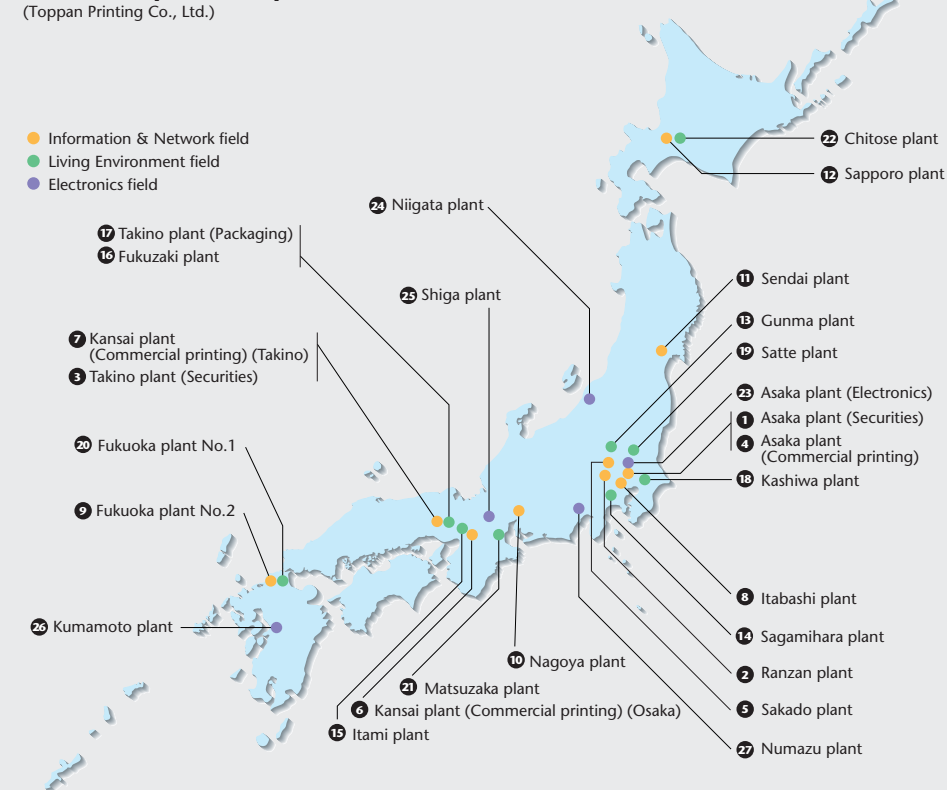 (Toppan Printing Co., Ltd.)
Information & Network field
Living Environment field
Electronics field
22 Chitose plant
12 Sapporo plant
24 Niigata plant
17 Takino plant (Packaging)
16 Fukuzaki plant
25 Shiga plant
11 Sendai plant
13 Gunma plant
7 Kansai plant
(Commercial printing) (Takino)
3 Takino plant (Securities)
19 Satte plant
23 Asaka plant (Electronics)
1 Asaka plant (Securities)
4 Asaka plant
(Commercial printing)
20 Fukuoka plant No.1
18 Kashiwa plant
9 Fukuoka plant No.2
8 Itabashi plant
26 Kumamoto plant
14 Sagamihara plant
10 Nagoya plant
2 Ranzan plant
21 Matsuzaka plant
6 Kansai plant (Commercial printing) (Osaka)
5 Sakado plant
15 Itami plant
27 Numazu plant